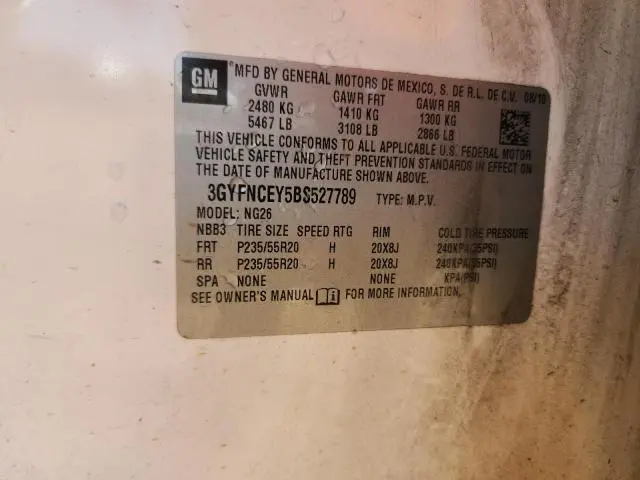 GM
MFD BY GENERAL MOTORS DE MEXICO, S. DE R.L. DE C.V. 08/10
GVWR GAWR FRT GAWR RR
2480 KG 1410 KG 1300 KG
5467 LB 3108 LB 2866 LB
THIS VEHICLE CONFORMS TO ALL APPLICABLE U.S. FEDERAL MOTOR
VEHICLE SAFETY AND THEFT PREVENTION STANDARDS IN EFFECT ON
THE DATE OF MANUFACTURE SHOWN ABOVE.
3GYFNCEY5BS527789 TYPE: M.P.V.
MODEL: NG26
NBB3 TIRE SIZE SPEED RTG RIM COLD TIRE PRESSURE
FRT P235/55R20 H 20X8J 240KPA(35PSI)
RR P235/55R20 H 20X8J 240KPA(35PSI)
SPA NONE NONE KPA(PSI)
SEE OWNER'S MANUAL FOR MORE INFORMATION.